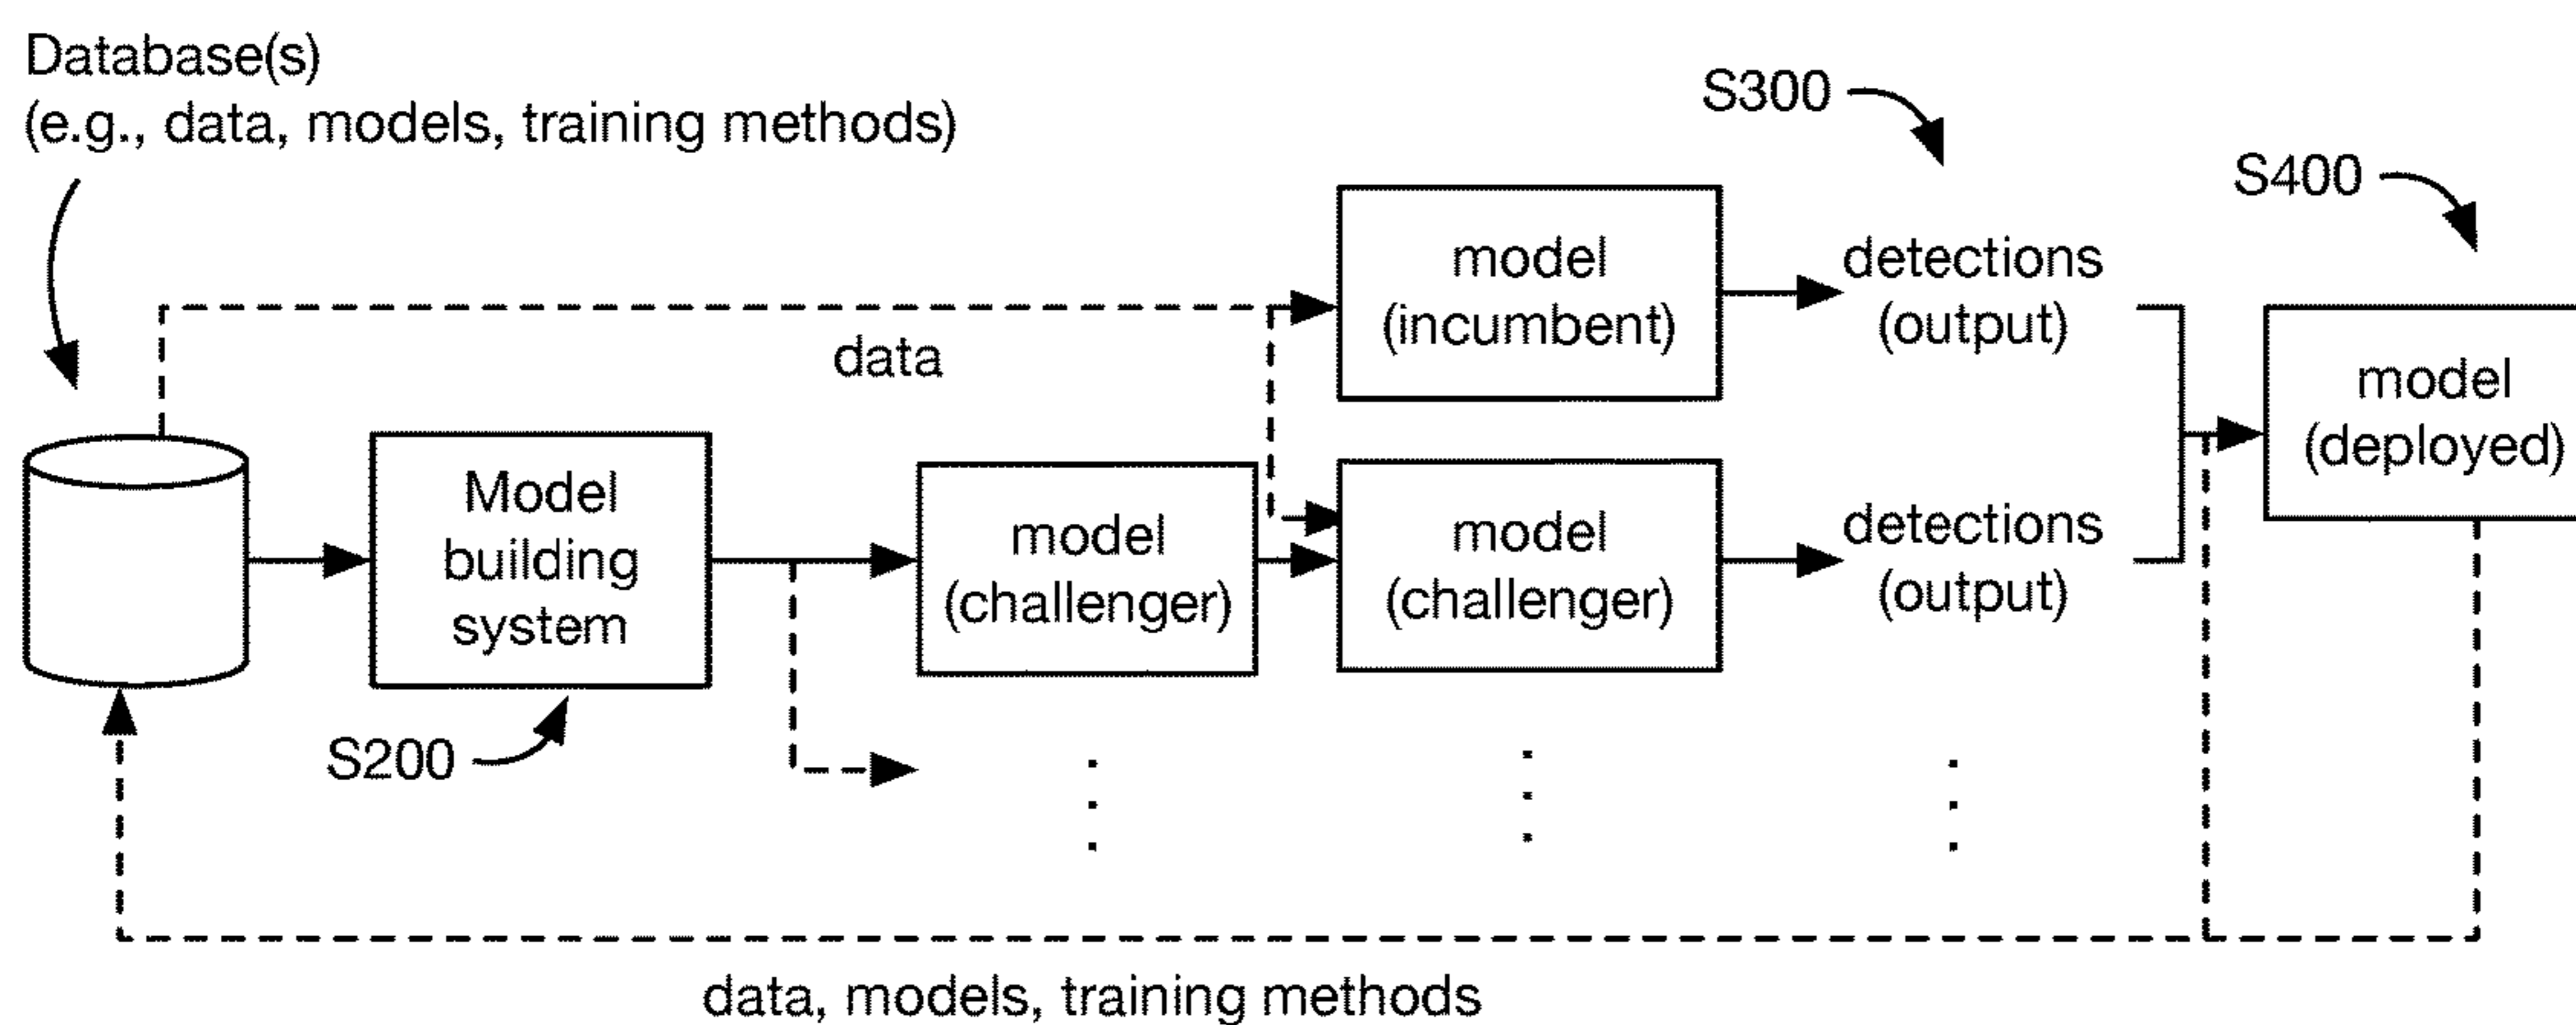 Database(s)
(e.g., data, models, training methods)
S300
S400
model
(incumbent)
detections
(output)
data
model
(deployed)
Model
building
system
model
(challenger)
model
(challenger)
detections
(output)
S200
data, models, training methods